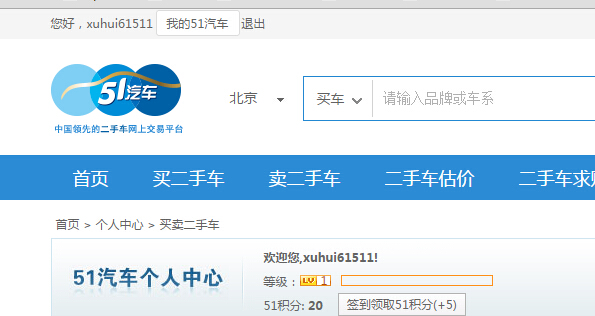 您好，xuhui61511 我的51汽车 退出
51汽车
中国领先的二手车网上交易平台
北京 买车 请输入品牌或车系
首页 买二手车 卖二手车 二手车估价 二手车求购
首页 > 个人中心 > 买卖二手车
51汽车个人中心
欢迎您,xuhui61511!
等级：LV 1
51积分: 20 签到领取51积分(+5)